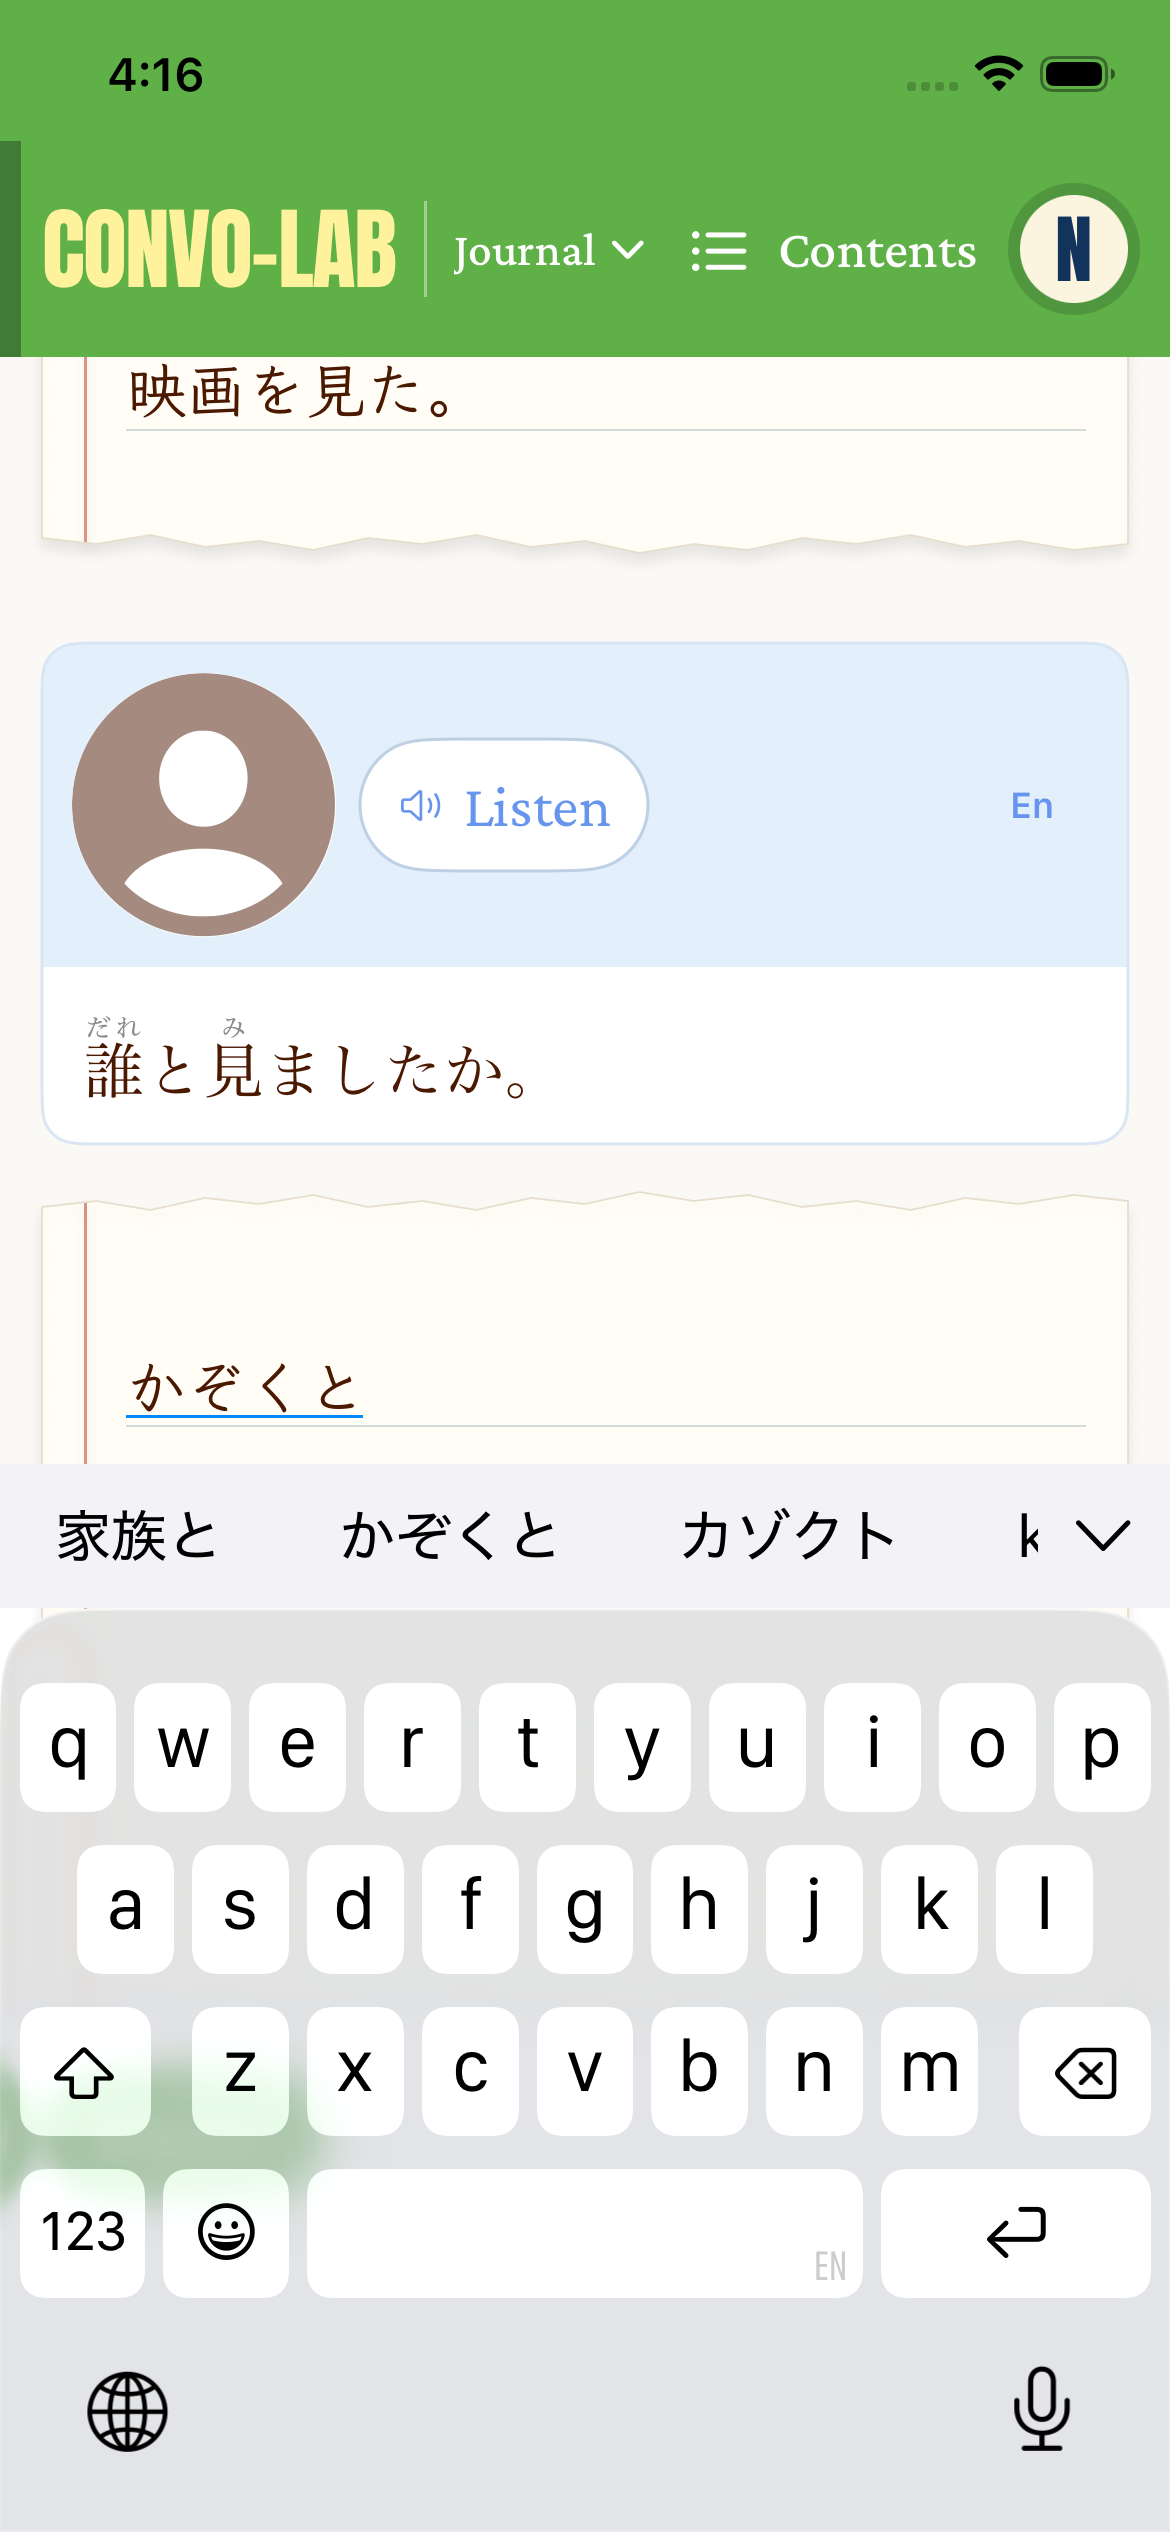 4:16
CONVO-LAB
Journal
Contents
N
映画を見た。
Listen
En
だれ み
誰と見ましたか。
かぞくと
家族と かぞくと カゾクト k
q w e r t y u i o p
a s d f g h j k l
z x c v b n m
123
EN